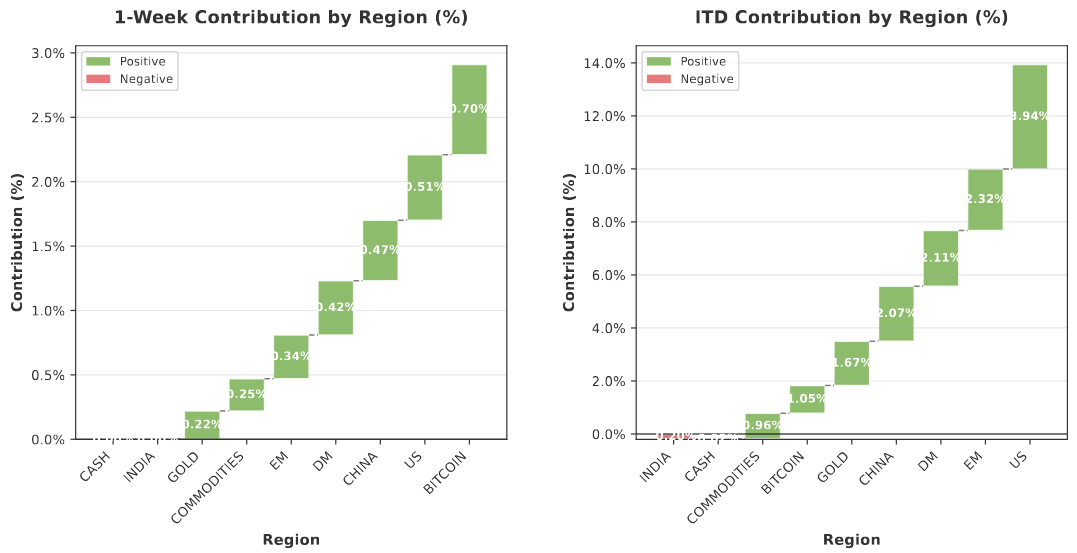 1-Week Contribution by Region (%)
Contribution (%)
3.0%
2.5%
2.0%
1.5%
1.0%
0.5%
0.0%
Positive
Negative
0.22%
0.25%
0.34%
0.42%
0.47%
0.51%
0.70%
CASH
INDIA
GOLD
COMMODITIES
EM
DM
CHINA
US
BITCOIN
Region
ITD Contribution by Region (%)
Contribution (%)
14.0%
12.0%
10.0%
8.0%
6.0%
4.0%
2.0%
0.0%
Positive
Negative
0.96%
1.05%
1.67%
2.07%
2.11%
2.32%
3.94%
INDIA
CASH
COMMODITIES
BITCOIN
GOLD
CHINA
DM
EM
US
Region